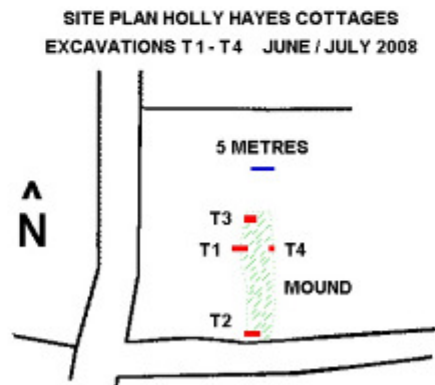 SITE PLAN HOLLY HAYES COTTAGES
EXCAVATIONS T1 - T4 JUNE / JULY 2008
5 METRES
N
T3
T1 T4
MOUND
T2